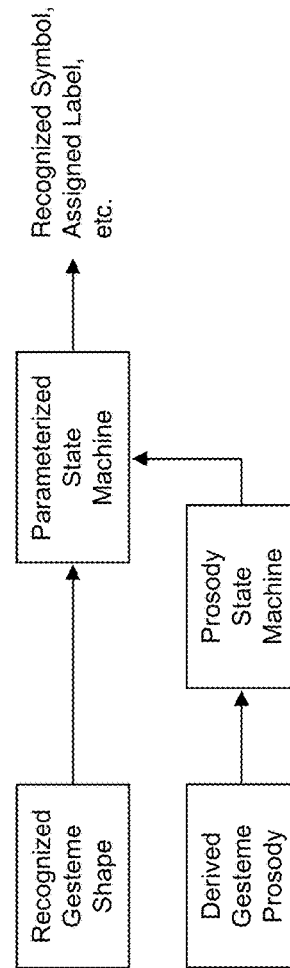 Recognized
Gesteme
Shape
Parameterized
State
Machine
Recognized Symbol,
Assigned Label,
etc.
Derived
Gesteme
Prosody
Prosody
State
Machine